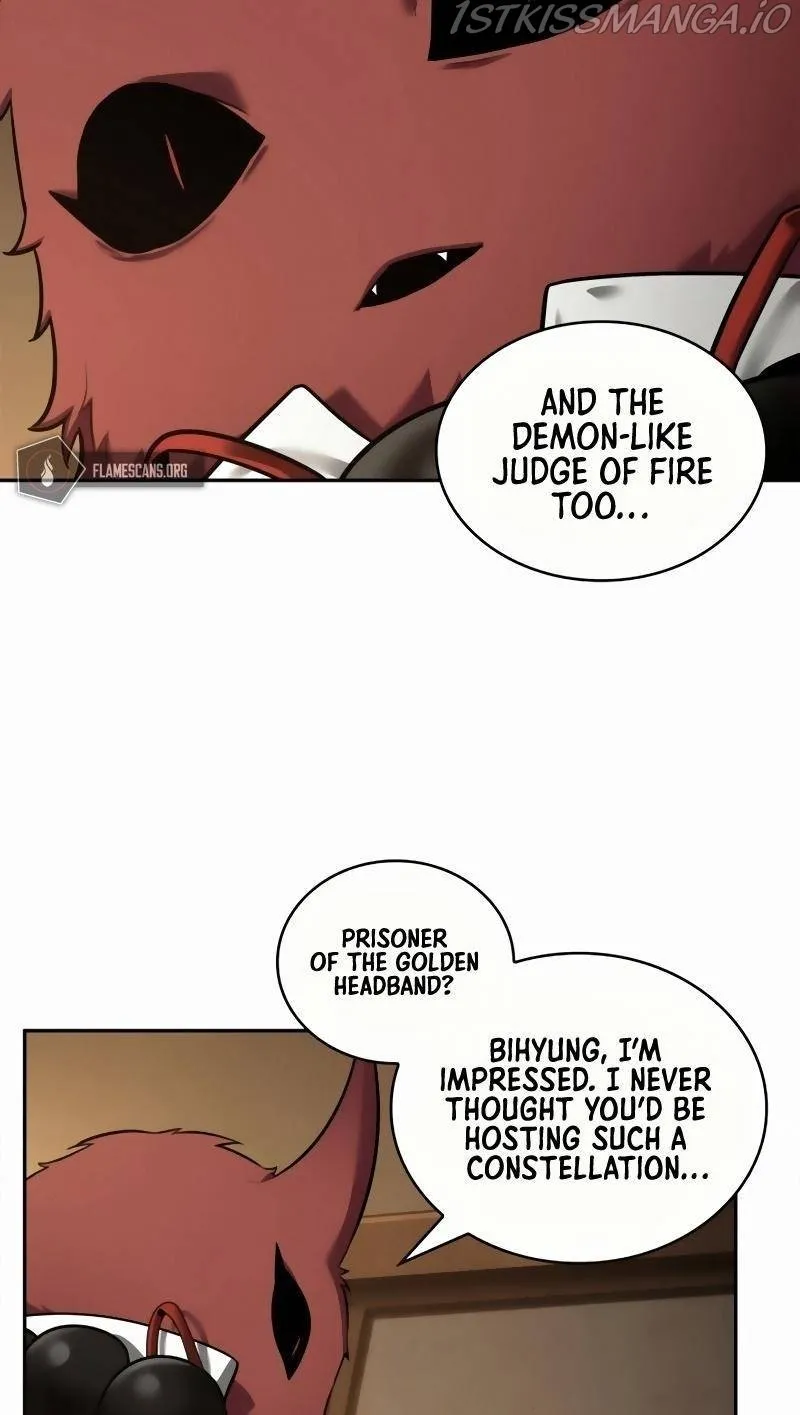 1STKISSMANGA.IO
AND THE
DEMON-LIKE
JUDGE OF FIRE
TOO...
FLAMESCANS.ORG
PRISONER
OF THE GOLDEN
HEADBAND?
BIHYUNG, I'M
IMPRESSED. I NEVER
THOUGHT YOU'D BE
HOSTING SUCH A
CONSTELLATION...